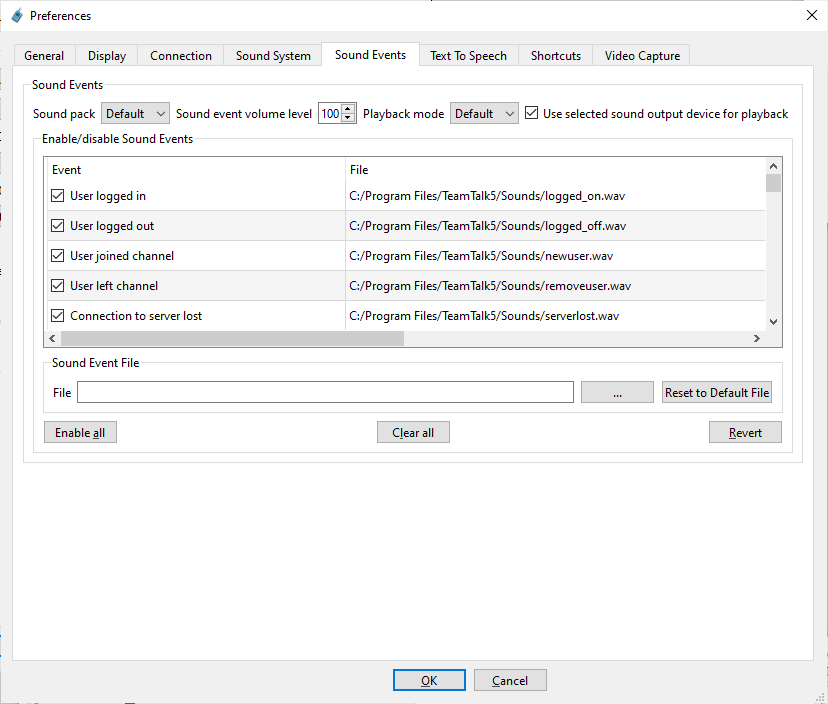 Preferences
General Display Connection Sound System Sound Events Text To Speech Shortcuts Video Capture
Sound Events
Sound pack Default Sound event volume level 100 Playback mode Default Use selected sound output device for playback
Enable/disable Sound Events
Event File
User logged in C:/Program Files/TeamTalk5/Sounds/logged_on.wav
User logged out C:/Program Files/TeamTalk5/Sounds/logged_off.wav
User joined channel C:/Program Files/TeamTalk5/Sounds/newuser.wav
User left channel C:/Program Files/TeamTalk5/Sounds/removeuser.wav
Connection to server lost C:/Program Files/TeamTalk5/Sounds/serverlost.wav
Sound Event File
File ... Reset to Default File
Enable all Clear all Revert
OK Cancel